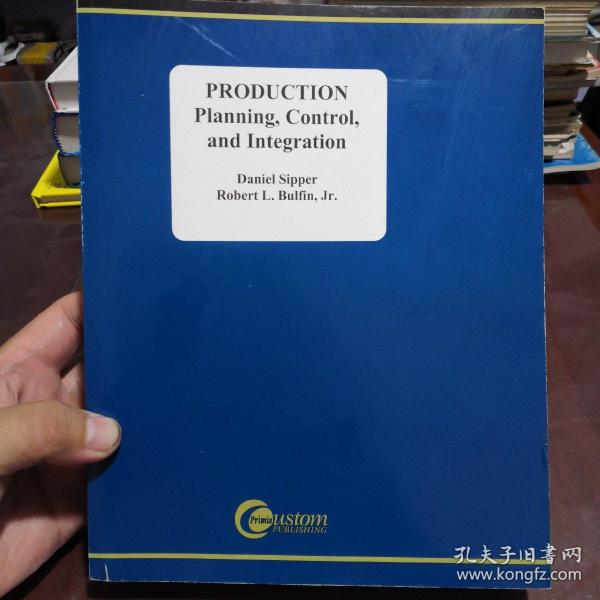 PRODUCTION
Planning, Control,
and Integration
Daniel Sipper
Robert L. Bulfin, Jr.
Primis Custom
PUBLISHING
孔夫子旧书网
www.kongfz.com